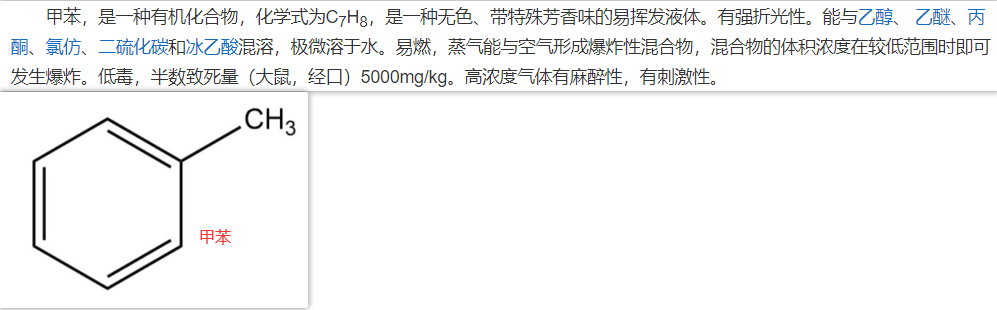 甲苯，是一种有机化合物，化学式为C₇H₈，是一种无色、带特殊芳香味的易挥发液体。有强折光性。能与乙醇、 乙醚、丙
酮、氯仿、二硫化碳和冰乙酸混溶，极微溶于水。易燃，蒸气能与空气形成爆炸性混合物，混合物的体积浓度在较低范围时即可
发生爆炸。低毒，半数致死量（大鼠，经口）5000mg/kg。高浓度气体有麻醉性，有刺激性。
CH₃
甲苯